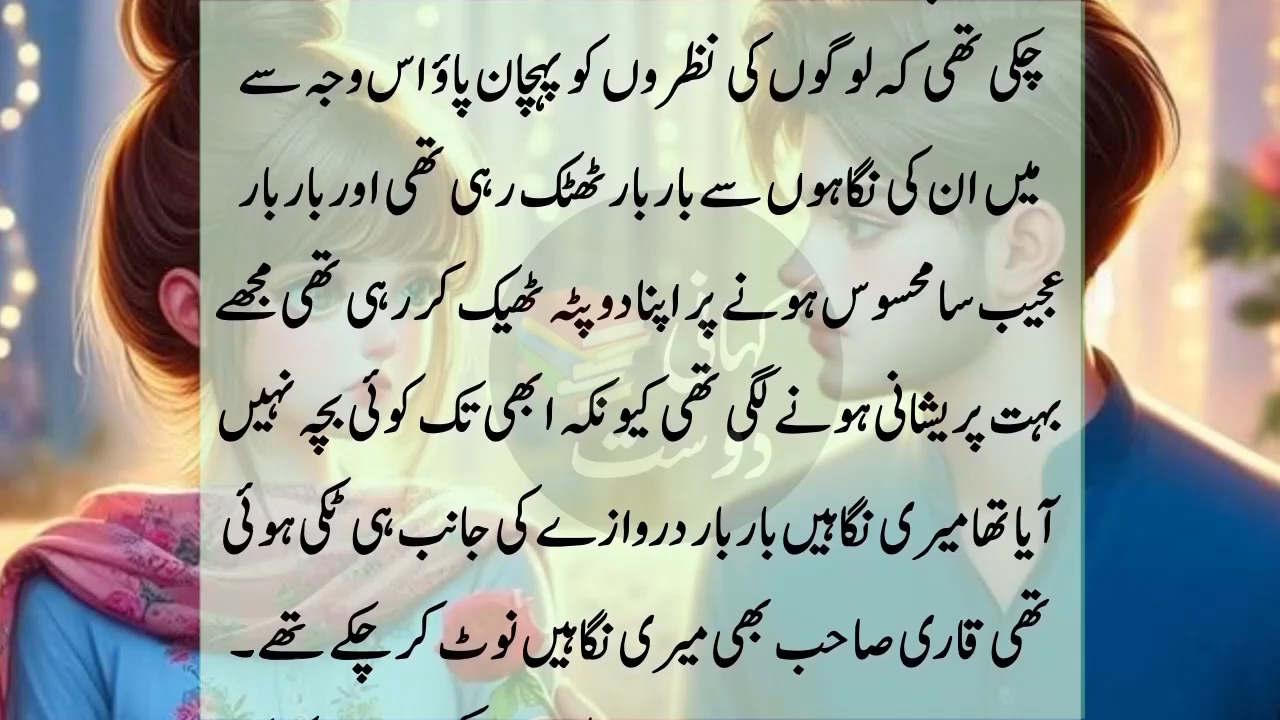 چکی تھی کہ لوگوں کی نظروں کو پہچان پاؤ اس وجہ سے
میں ان کی نگاہوں سے بار بار ٹھٹک رہی تھی اور بار بار
عجیب سا محسوس ہونے پر اپنا دوپٹہ ٹھیک کر رہی تھی مجھے
بہت پریشانی ہونے لگی تھی کیونکہ ابھی تک کوئی بچہ نہیں
آیا تھا میری نگاہیں بار بار دروازے کی جانب ہی ٹکی ہوئی
تھی قاری صاحب بھی میری نگاہیں نوٹ کر چکے تھے۔
کہانی
دوست